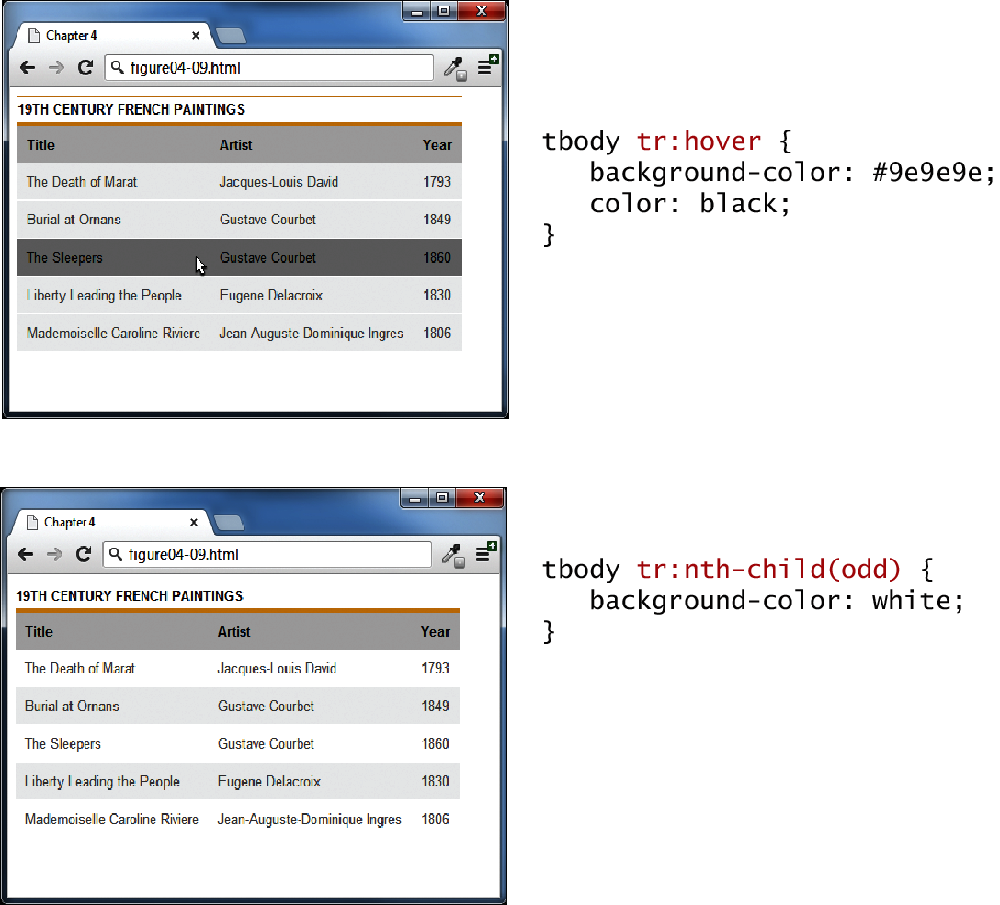 Chapter 4
figure04-09.html
19TH CENTURY FRENCH PAINTINGS
Title Artist Year
The Death of Marat Jacques-Louis David 1793
Burial at Ornans Gustave Courbet 1849
The Sleepers Gustave Courbet 1860
Liberty Leading the People Eugene Delacroix 1830
Mademoiselle Caroline Riviere Jean-Auguste-Dominique Ingres 1806
tbody tr:hover {
background-color: #9e9e9e;
color: black;
}
Chapter 4
figure04-09.html
19TH CENTURY FRENCH PAINTINGS
Title Artist Year
The Death of Marat Jacques-Louis David 1793
Burial at Ornans Gustave Courbet 1849
The Sleepers Gustave Courbet 1860
Liberty Leading the People Eugene Delacroix 1830
Mademoiselle Caroline Riviere Jean-Auguste-Dominique Ingres 1806
tbody tr:nth-child(odd) {
background-color: white;
}